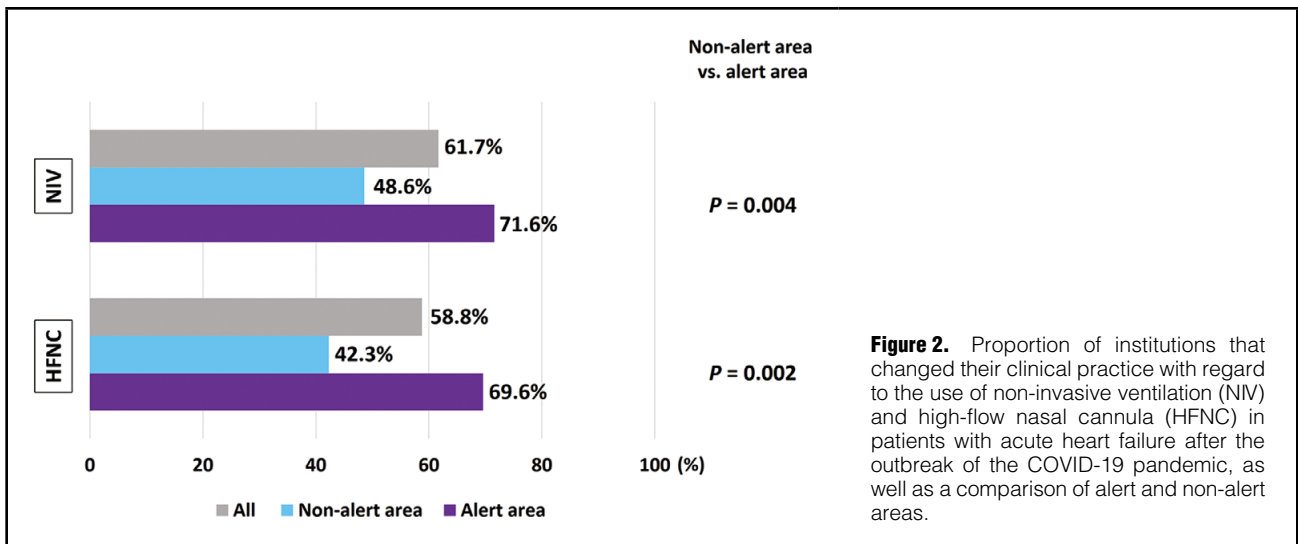 Non-alert area
vs. alert area
NIV
61.7%
48.6%
71.6%
P = 0.004
HFNC
58.8%
42.3%
69.6%
P = 0.002
0 20 40 60 80 100 (%)
All Non-alert area Alert area
Figure 2. Proportion of institutions that
changed their clinical practice with regard
to the use of non-invasive ventilation (NIV)
and high-flow nasal cannula (HFNC) in
patients with acute heart failure after the
outbreak of the COVID-19 pandemic, as
well as a comparison of alert and non-alert
areas.